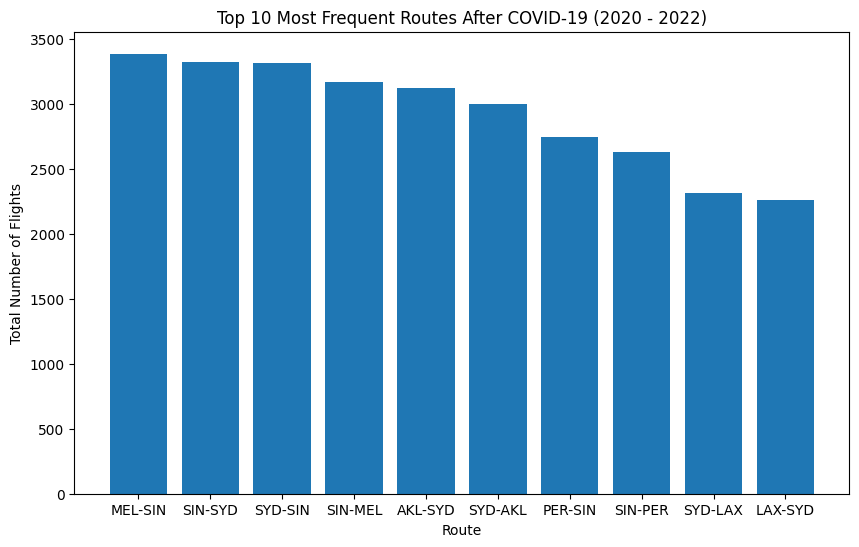 Top 10 Most Frequent Routes After COVID-19 (2020 - 2022)
Total Number of Flights
3500
3000
2500
2000
1500
1000
500
0
MEL-SIN SIN-SYD SYD-SIN SIN-MEL AKL-SYD SYD-AKL PER-SIN SIN-PER SYD-LAX LAX-SYD
Route